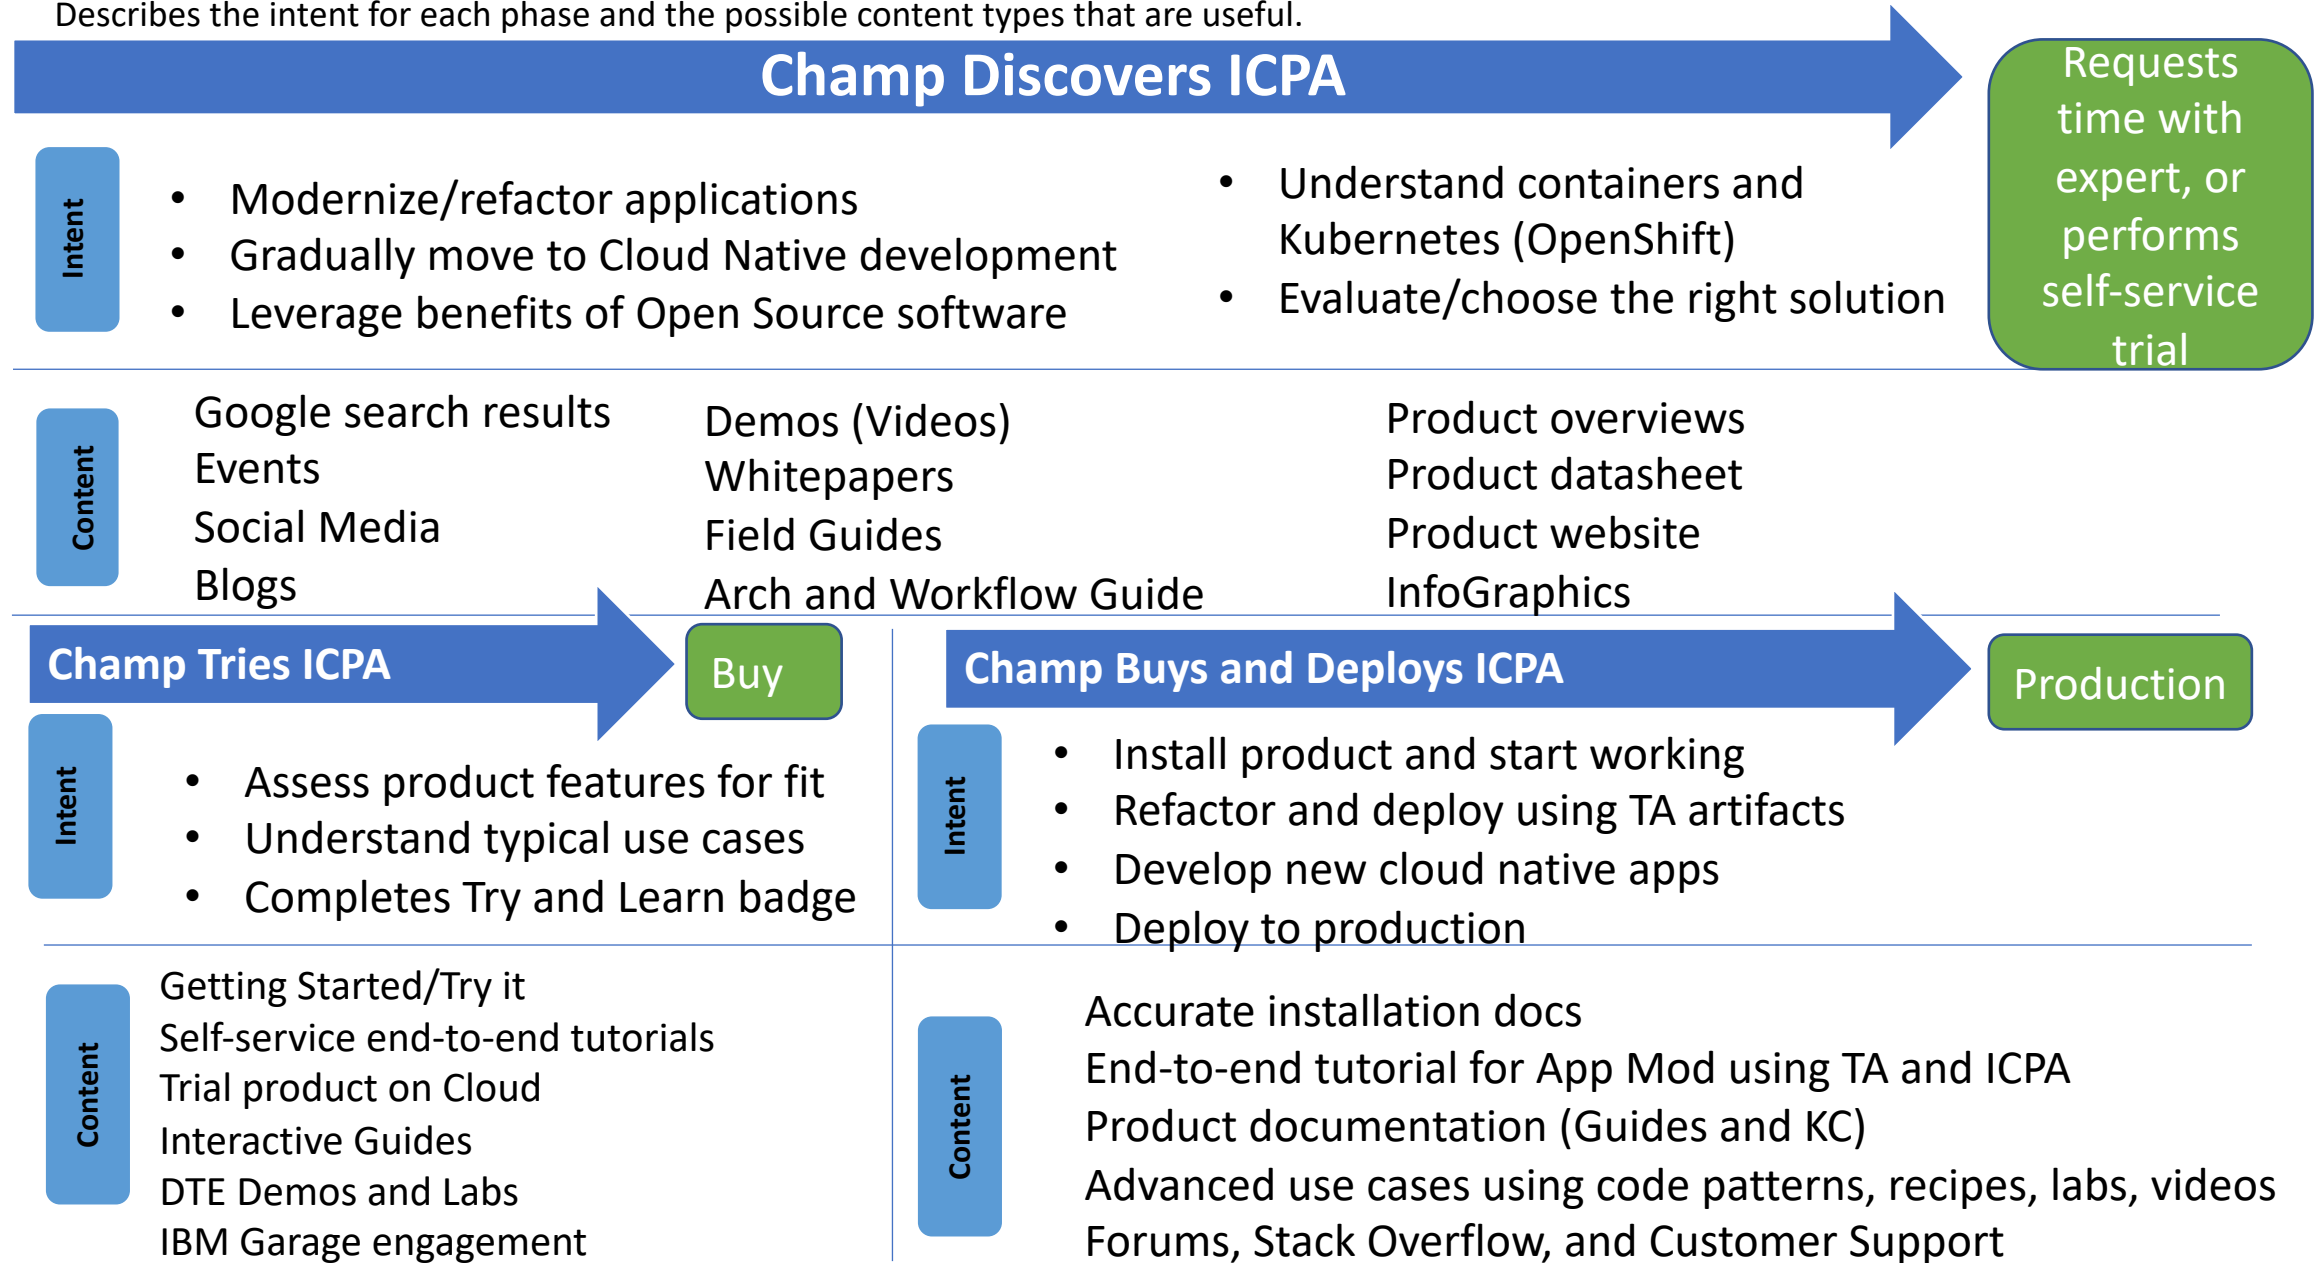 Describes the intent for each phase and the possible content types that are useful.
Champ Discovers ICPA
Requests
time with
expert, or
performs
self-service
trial
Intent
• Modernize/refactor applications
• Gradually move to Cloud Native development
• Leverage benefits of Open Source software
• Understand containers and
Kubernetes (OpenShift)
• Evaluate/choose the right solution
Content
Google search results
Events
Social Media
Blogs
Demos (Videos)
Whitepapers
Field Guides
Arch and Workflow Guide
Product overviews
Product datasheet
Product website
InfoGraphics
Champ Tries ICPA
Buy
Intent
• Assess product features for fit
• Understand typical use cases
• Completes Try and Learn badge
Content
Getting Started/Try it
Self-service end-to-end tutorials
Trial product on Cloud
Interactive Guides
DTE Demos and Labs
IBM Garage engagement
Champ Buys and Deploys ICPA
Production
Intent
• Install product and start working
• Refactor and deploy using TA artifacts
• Develop new cloud native apps
• Deploy to production
Content
Accurate installation docs
End-to-end tutorial for App Mod using TA and ICPA
Product documentation (Guides and KC)
Advanced use cases using code patterns, recipes, labs, videos
Forums, Stack Overflow, and Customer Support